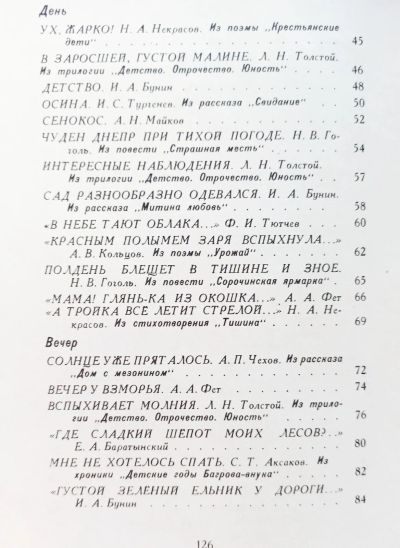 День
УХ, ЖАРКО! Н. А. Некрасов. Из поэмы „Крестьянские
дети“ . . . . . . . . . . 45
В ЗАРОСШЕЙ, ГУСТОЙ МАЛИНЕ. Л. Н. Толстой.
Из трилогии „Детство. Отрочество. Юность“ . 46
ДЕТСТВО. И. А. Бунин . . . . . . . . 48
ОСИНА. И. С. Тургенев. Из рассказа „Свидание“ . 50
СЕНОКОС. А. Н. Майков . . . . . . . . 52
ЧУДЕН ДНЕПР ПРИ ТИХОЙ ПОГОДЕ. Н. В. Го-
голь. Из повести „Страшная месть“ . . . . 54
ИНТЕРЕСНЫЕ НАБЛЮДЕНИЯ. Л. Н. Толстой.
Из трилогии „Детство. Отрочество. Юность“ . 57
САД РАЗНООБРАЗНО ОДЕВАЛСЯ. И. А. Бунин.
Из рассказа „Митина любовь“ . . . . . . 58
«В НЕБЕ ТАЮТ ОБЛАКА...» Ф. И. Тютчев . . 60
«КРАСНЫМ ПОЛЫМЕМ ЗАРЯ ВСПЫХНУЛА...»
А. В. Кольцов. Из поэмы „Урожай“ . . . . 62
ПОЛДЕНЬ БЛЕЩЕТ В ТИШИНЕ И ЗНОЕ.
Н. В. Гоголь. Из повести „Сорочинская ярмарка“ . 65
«МАМА! ГЛЯНЬ-КА ИЗ ОКОШКА...» А. А. Фет 66
«А ТРОЙКА ВСЕ ЛЕТИТ СТРЕЛОЙ...» Н. А. Не-
красов. Из стихотворения „Тишина“ . . . . 69
Вечер
СОЛНЦЕ УЖЕ ПРЯТАЛОСЬ. А. П. Чехов. Из рассказа
„Дом с мезонином“ . . . . . . . . . 72
ВЕЧЕР У ВЗМОРЬЯ. А. А. Фет . . . . . . 74
ВСПЫХИВАЕТ МОЛНИЯ. Л. Н. Толстой. Из трило-
гии „Детство. Отрочество. Юность“ . . . . 76
«ГДЕ СЛАДКИЙ ШЕПОТ МОИХ ЛЕСОВ?...»
Е. А. Баратынский . . . . . . . . . 80
МНЕ НЕ ХОТЕЛОСЬ СПАТЬ. С. Т. Аксаков. Из
хроники „Детские годы Багрова-внука“ . . . 82
«ГУСТОЙ ЗЕЛЕНЫЙ ЕЛЬНИК У ДОРОГИ...»
И. А. Бунин . . . . . . . . . . . 84
126